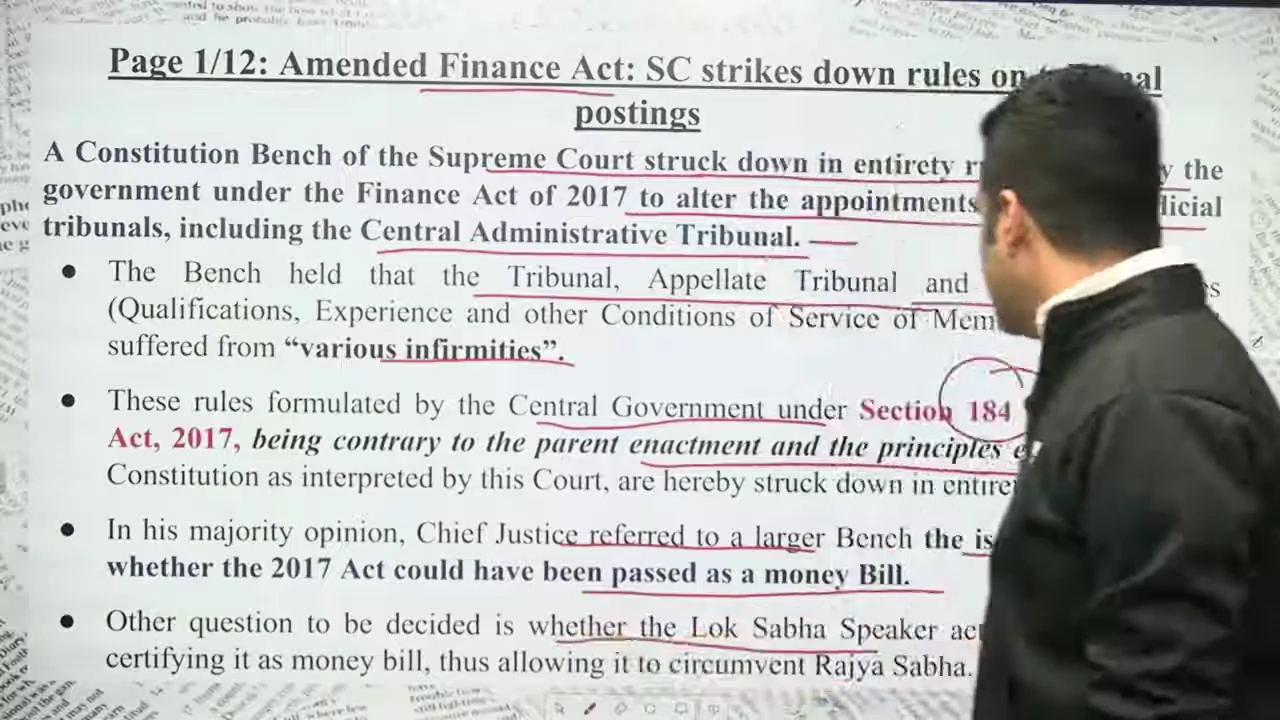 Page 1/12: Amended Finance Act: SC strikes down rules on
postings
A Constitution Bench of the Supreme Court struck down in entirety the
government under the Finance Act of 2017 to alter the appointments
tribunals, including the Central Administrative Tribunal.
• The Bench held that the Tribunal, Appellate Tribunal and
(Qualifications, Experience and other Conditions of Service of
suffered from “various infirmities”.
• These rules formulated by the Central Government under Section 184
Act, 2017, being contrary to the parent enactment and the principles
Constitution as interpreted by this Court, are hereby struck down in
• In his majority opinion, Chief Justice referred to a larger Bench the
whether the 2017 Act could have been passed as a money Bill.
• Other question to be decided is whether the Lok Sabha Speaker
certifying it as money bill, thus allowing it to circumvent Rajya Sabha.